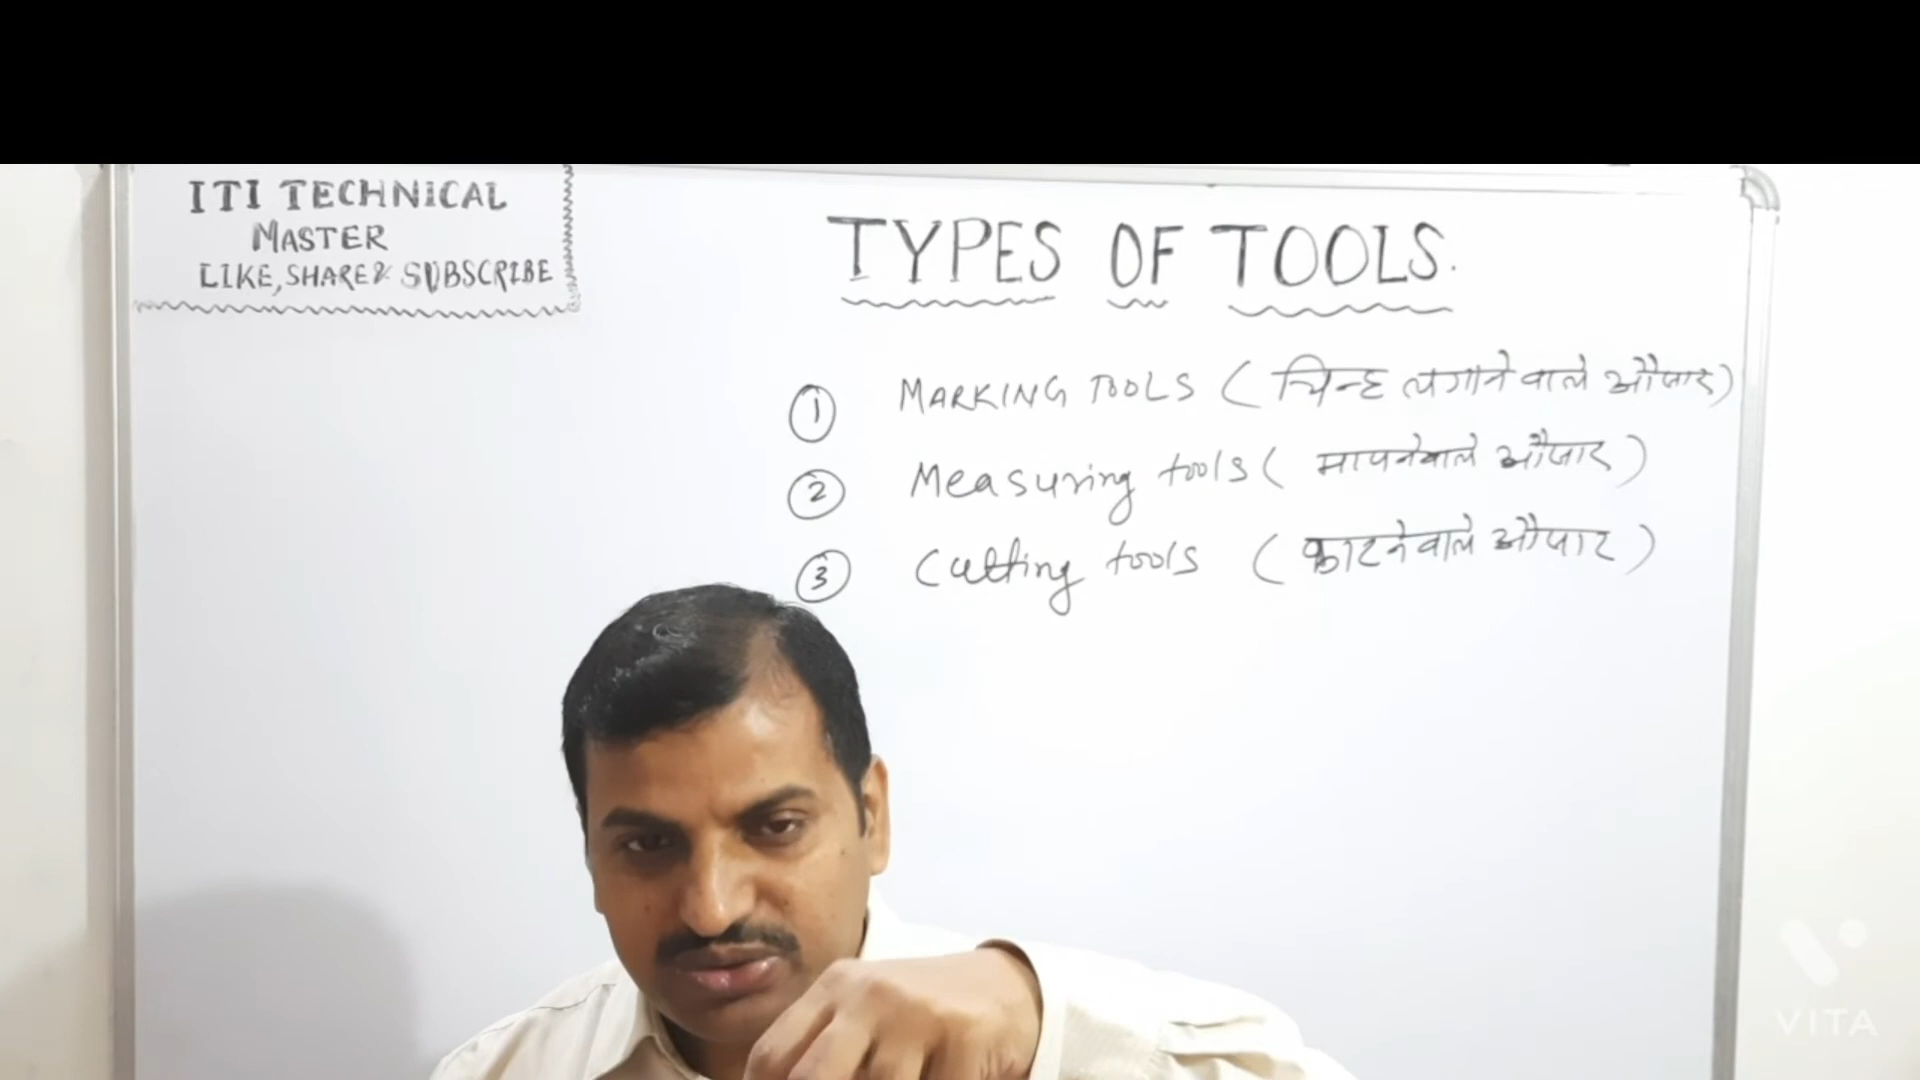 ITI TECHNICAL
MASTER
LIKE, SHARE & SUBSCRIBE
TYPES OF TOOLS.
1 MARKING TOOLS ( चिन्ह लगाने वाले औजार )
2 Measuring tools ( मापनेवाले औजार )
3 Cutting tools ( काटनेवाले औजार )
VITA